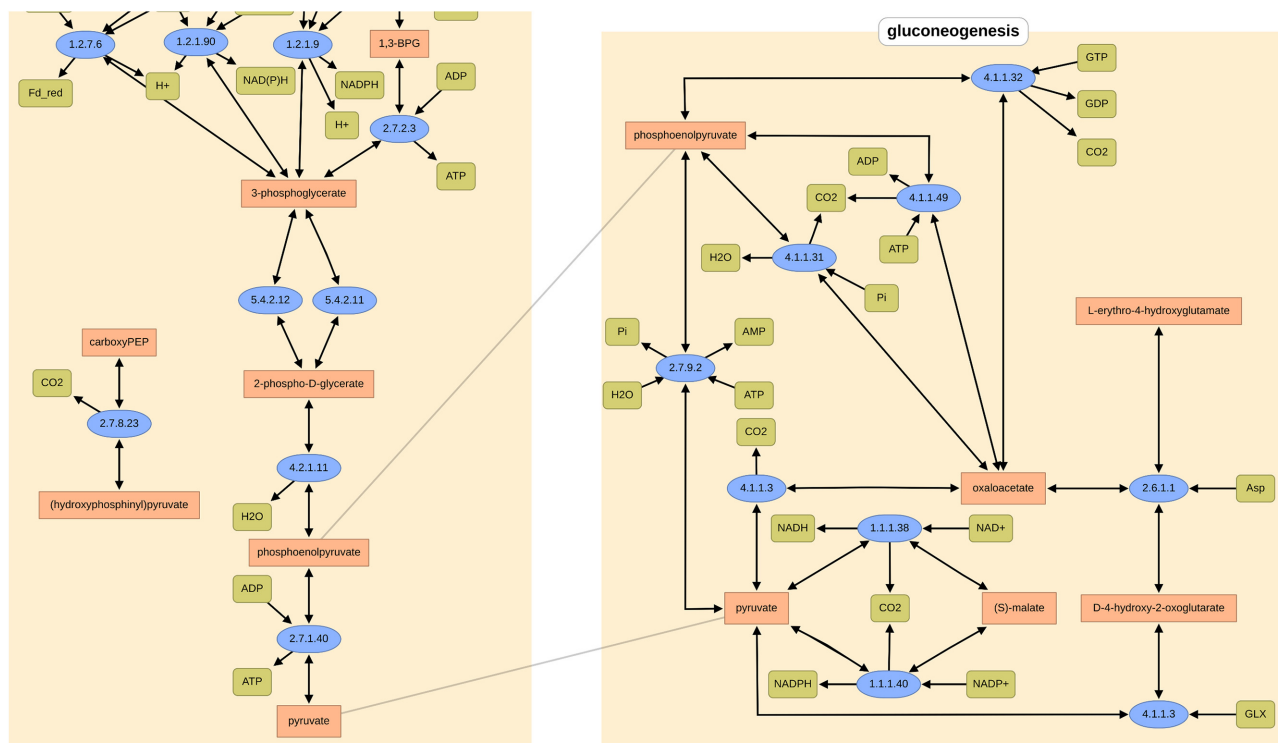 1.2.7.6
1.2.1.90
1.2.1.9
1,3-BPG
Fd_red
H+
NAD(P)H
NADPH
ADP
H+
2.7.2.3
ATP
3-phosphoglycerate
5.4.2.12
5.4.2.11
carboxyPEP
CO2
2-phospho-D-glycerate
2.7.8.23
4.2.1.11
(hydroxyphosphinyl)pyruvate
H2O
phosphoenolpyruvate
ADP
2.7.1.40
ATP
pyruvate
gluconeogenesis
GTP
4.1.1.32
GDP
phosphoenolpyruvate
CO2
ADP
CO2
4.1.1.49
ATP
H2O
4.1.1.31
Pi
L-erythro-4-hydroxyglutamate
Pi
AMP
2.7.9.2
H2O
ATP
CO2
4.1.1.3
oxaloacetate
2.6.1.1
Asp
NADH
1.1.1.38
NAD+
pyruvate
CO2
(S)-malate
D-4-hydroxy-2-oxoglutarate
NADPH
1.1.1.40
NADP+
4.1.1.3
GLX